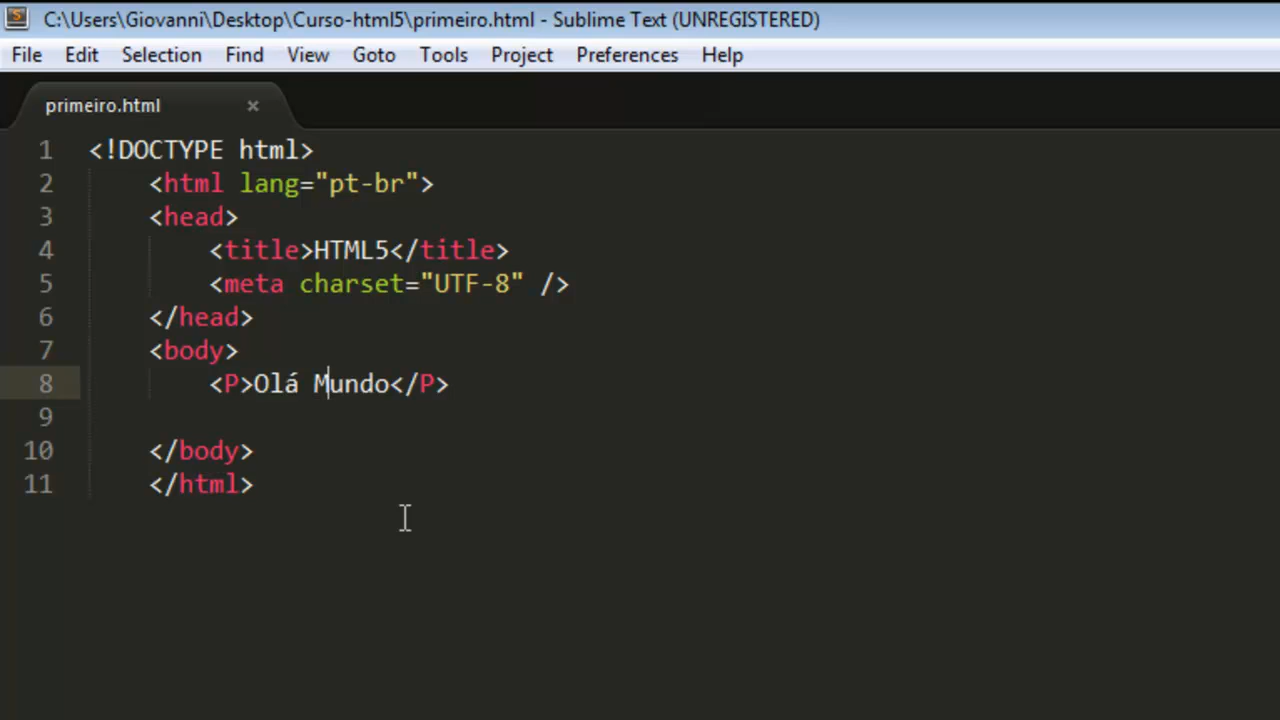 C:\Users\Giovanni\Desktop\Curso-html5\primeiro.html - Sublime Text (UNREGISTERED)
File Edit Selection Find View Goto Tools Project Preferences Help
primeiro.html ×
1 <!DOCTYPE html>
2 <html lang="pt-br">
3 <head>
4 <title>HTML5</title>
5 <meta charset="UTF-8" />
6 </head>
7 <body>
8 <P>Olá Mundo</P>
9
10 </body>
11 </html>